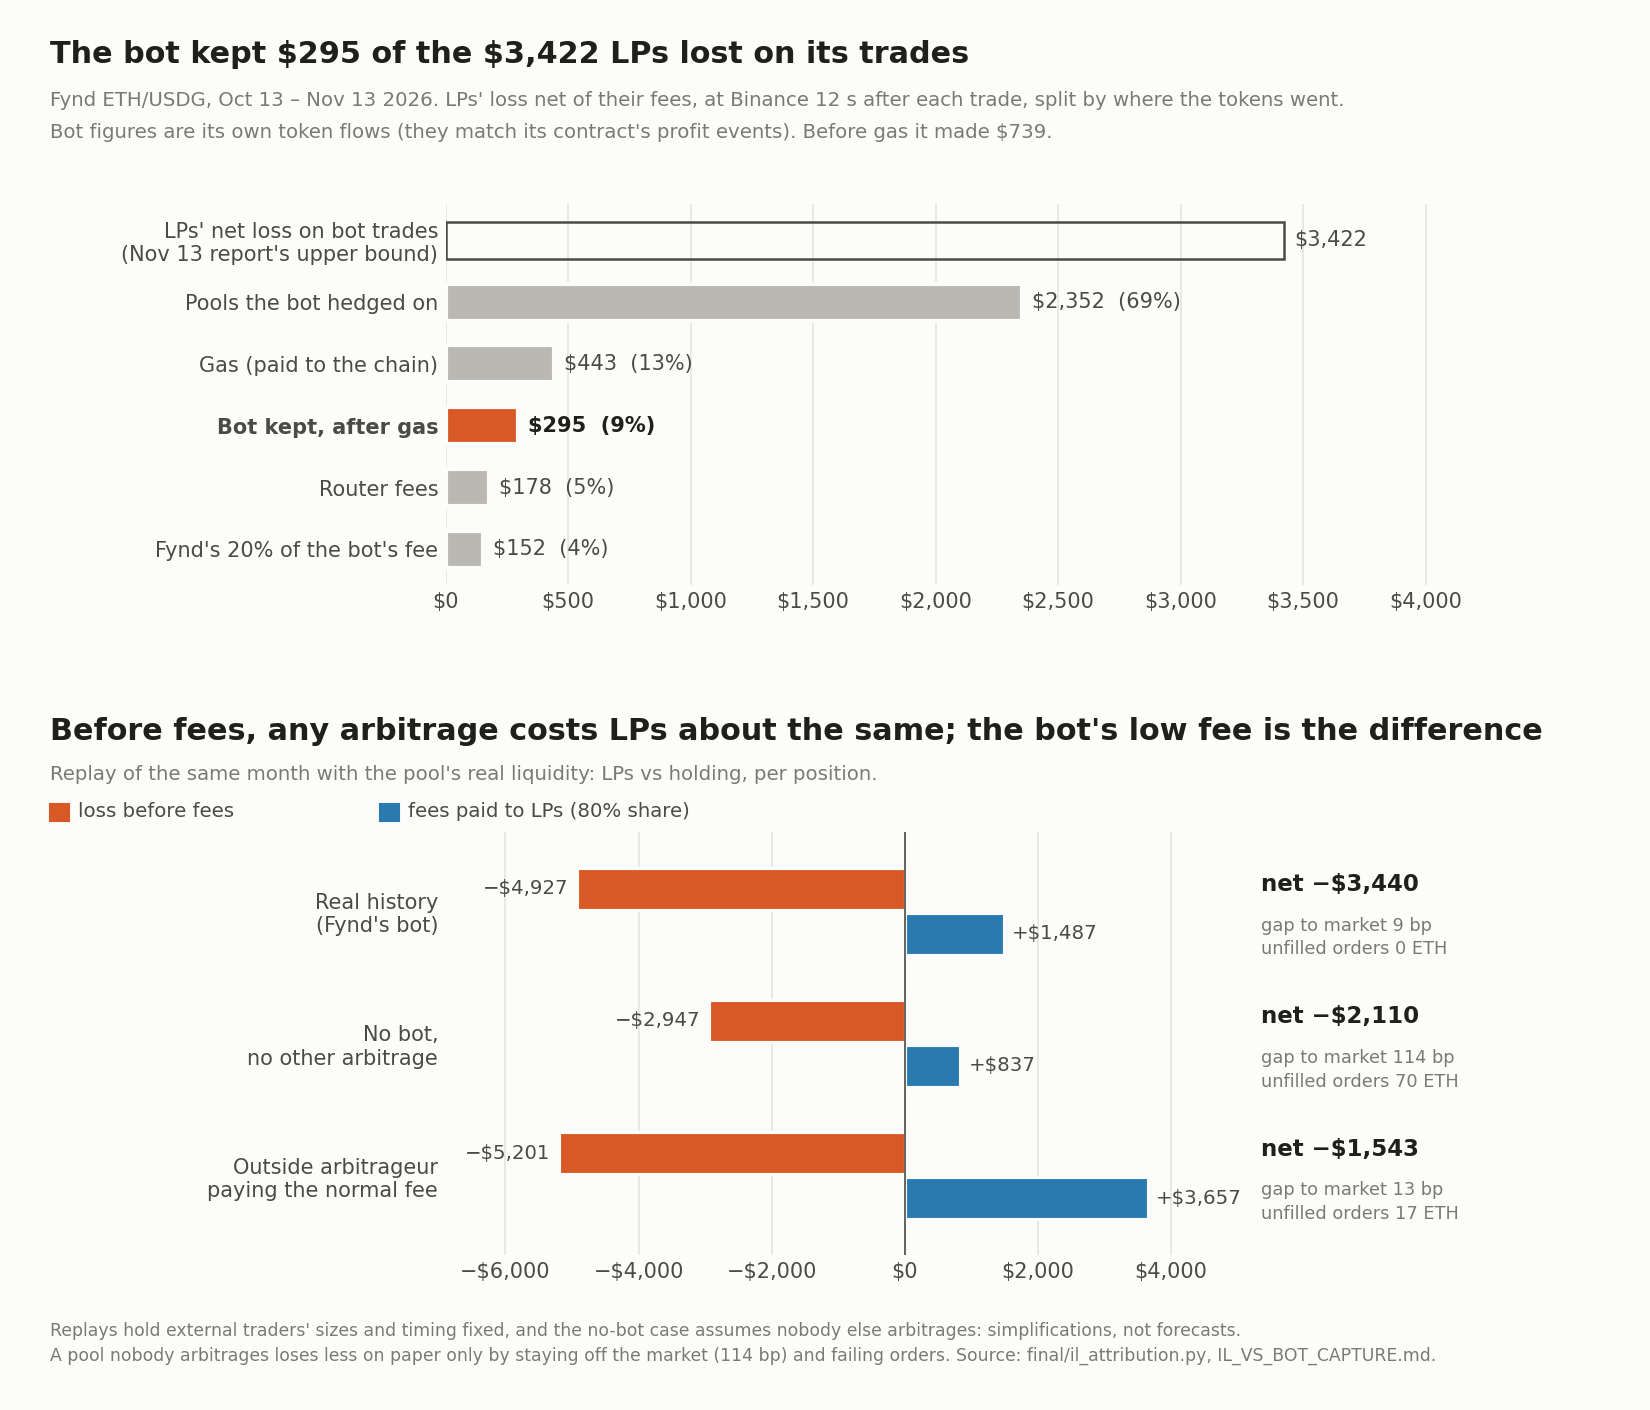 The bot kept $295 of the $3,422 LPs lost on its trades
Fynd ETH/USDG, Oct 13 – Nov 13 2026. LPs' loss net of their fees, at Binance 12 s after each trade, split by where the tokens went.
Bot figures are its own token flows (they match its contract's profit events). Before gas it made $739.
LPs' net loss on bot trades
(Nov 13 report's upper bound)
$3,422
Pools the bot hedged on
$2,352 (69%)
Gas (paid to the chain)
$443 (13%)
Bot kept, after gas
$295 (9%)
Router fees
$178 (5%)
Fynd's 20% of the bot's fee
$152 (4%)
$0 $500 $1,000 $1,500 $2,000 $2,500 $3,000 $3,500 $4,000
Before fees, any arbitrage costs LPs about the same; the bot's low fee is the difference
Replay of the same month with the pool's real liquidity: LPs vs holding, per position.
loss before fees
fees paid to LPs (80% share)
Real history
(Fynd's bot)
−$4,927
+$1,487
net −$3,440
gap to market 9 bp
unfilled orders 0 ETH
No bot,
no other arbitrage
−$2,947
+$837
net −$2,110
gap to market 114 bp
unfilled orders 70 ETH
Outside arbitrageur
paying the normal fee
−$5,201
+$3,657
net −$1,543
gap to market 13 bp
unfilled orders 17 ETH
−$6,000 −$4,000 −$2,000 $0 $2,000 $4,000
Replays hold external traders' sizes and timing fixed, and the no-bot case assumes nobody else arbitrages: simplifications, not forecasts.
A pool nobody arbitrages loses less on paper only by staying off the market (114 bp) and failing orders. Source: final/il_attribution.py, IL_VS_BOT_CAPTURE.md.